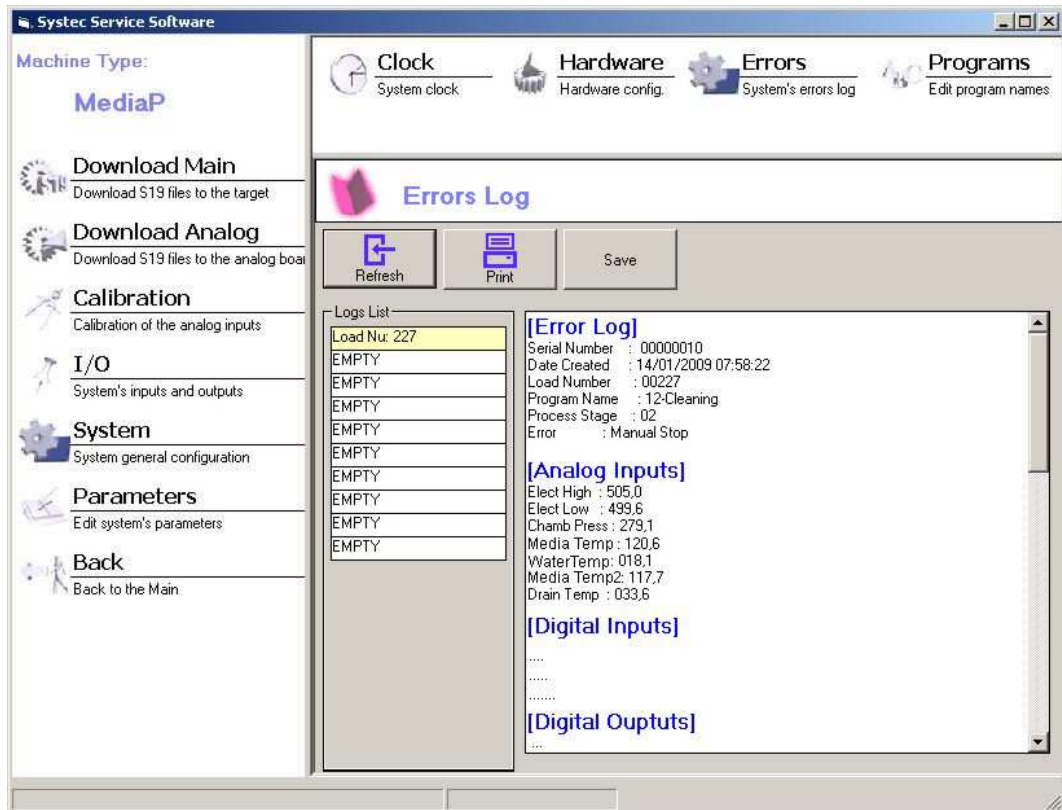 Systec Service Software
Machine Type:
MediaP
Download Main
Download S19 files to the target
Download Analog
Download S19 files to the analog boar
Calibration
Calibration of the analog inputs
I/O
System's inputs and outputs
System
System general configuration
Parameters
Edit system's parameters
Back
Back to the Main
Clock
System clock
Hardware
Hardware config.
Errors
System's errors log
Programs
Edit program names
Errors Log
Refresh
Print
Save
Logs List
Load Nu: 227
EMPTY
EMPTY
EMPTY
EMPTY
EMPTY
EMPTY
EMPTY
EMPTY
EMPTY
[Error Log]
Serial Number : 00000010
Date Created : 14/01/2009 07:58:22
Load Number : 00227
Program Name : 12-Cleaning
Process Stage : 02
Error : Manual Stop
[Analog Inputs]
Elect High : 505,0
Elect Low : 499,6
Chamb Press : 279,1
Media Temp : 120,6
WaterTemp: 018,1
Media Temp2: 117,7
Drain Temp : 033,6
[Digital Inputs]
....
.....
.......
[Digital Ouptuts]
...